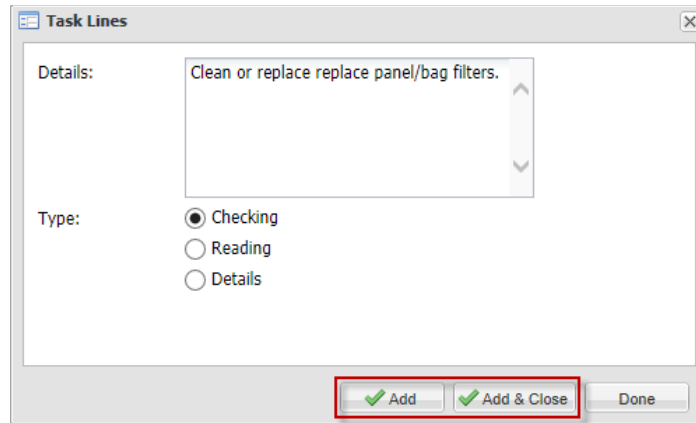 Task Lines
Details:
Clean or replace replace panel/bag filters.
Type:
Checking
Reading
Details
Add
Add & Close
Done